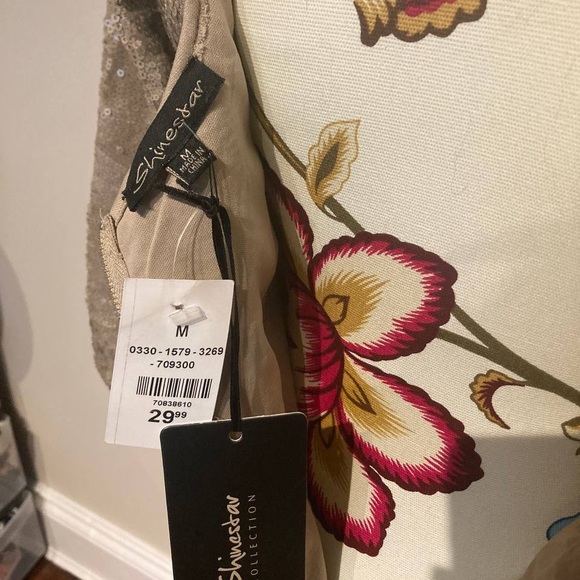 Shinestar
M
MADE IN
CHINA
M
0330 - 1579 - 3269
- 709300
70838610
29.99
Shinestar
COLLECTION